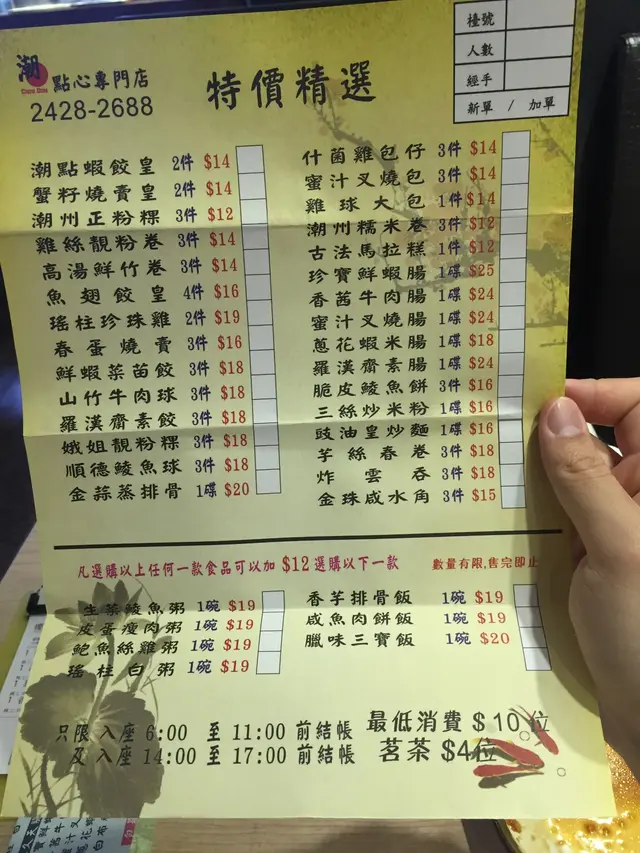 潮
點心專門店
2428-2688
特價精選
檯號
人數
經手
新單 / 加單
潮點蝦餃皇 2件 $14
蟹籽燒賣皇 2件 $14
潮州正粉粿 3件 $12
雞絲靚粉卷 3件 $14
高湯鮮竹卷 3件 $14
魚翅餃皇 4件 $16
瑤柱珍珠雞 2件 $19
春蛋燒賣 3件 $16
鮮蝦菜苗餃 3件 $18
山竹牛肉球 3件 $18
羅漢齋素餃 3件 $18
娥姐靚粉粿 3件 $18
順德鯪魚球 3件 $18
金蒜蒸排骨 1碟 $20
什菌雞包仔 3件 $14
蜜汁叉燒包 3件 $14
雞球大包 1件 $14
潮州糯米卷 3件 $12
古法馬拉糕 1件 $12
珍寶鮮蝦腸 1碟 $25
香茜牛肉腸 1碟 $24
蜜汁叉燒腸 1碟 $24
蔥花蝦米腸 1碟 $18
羅漢齋素腸 1碟 $24
脆皮鯪魚餅 3件 $16
三絲炒米粉 1碟 $16
豉油皇炒麵 1碟 $16
芋絲春卷 3件 $18
炸雲吞 3件 $18
金珠咸水角 3件 $15
凡選購以上任何一款食品可以加 $12 選購以下一款
數量有限,售完即止
生菜鯪魚粥 1碗 $19
皮蛋瘦肉粥 1碗 $19
鮑魚絲雞粥 1碗 $19
瑤柱白粥 1碗 $19
香芋排骨飯 1碗 $19
咸魚肉餅飯 1碗 $19
臘味三寶飯 1碗 $20
只限 入座 6:00 至 11:00 前結帳
及入座 14:00 至 17:00 前結帳
最低消費 $10 位
茗茶 $4位